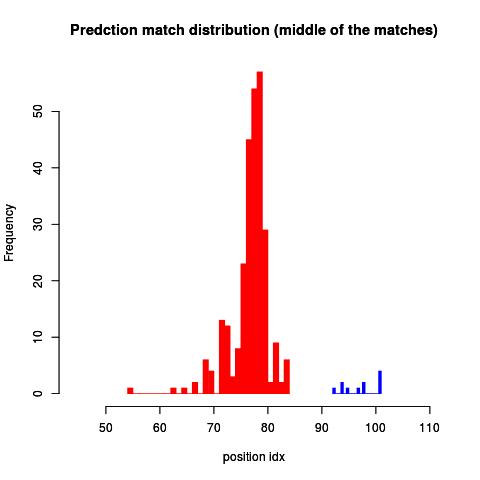 Predction match distribution (middle of the matches)
50
40
30
20
10
0
Frequency
50 60 70 80 90 100 110
position idx